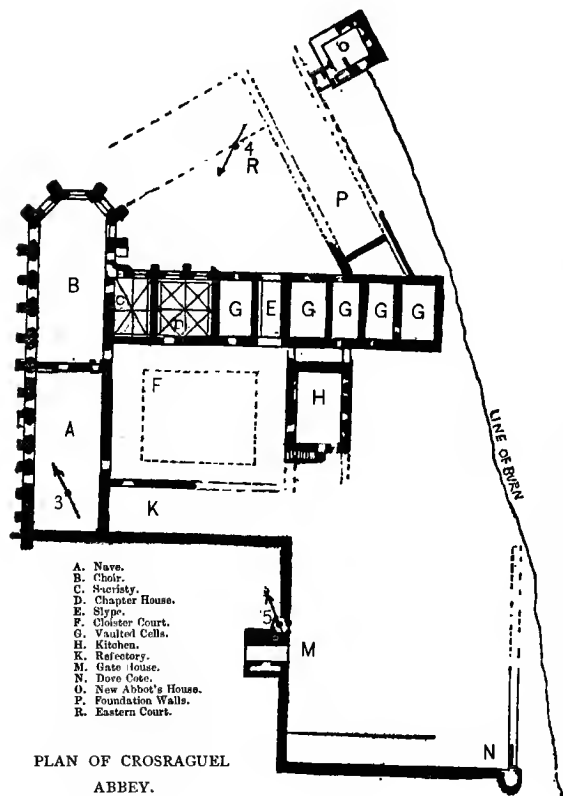 O
4
R
P
B
C
D
G
E
G
G
G
G
F
H
A
LINE OF BURN
3
K
A. Nave.
B. Choir.
C. Sacristy.
D. Chapter House.
E. Slype.
F. Cloister Court.
G. Vaulted Cells.
H. Kitchen.
K. Refectory.
M. Gate House.
N. Dove Cote.
O. New Abbot's House.
P. Foundation Walls.
R. Eastern Court.
5
M
N
PLAN OF CROSRAGUEL
ABBEY.